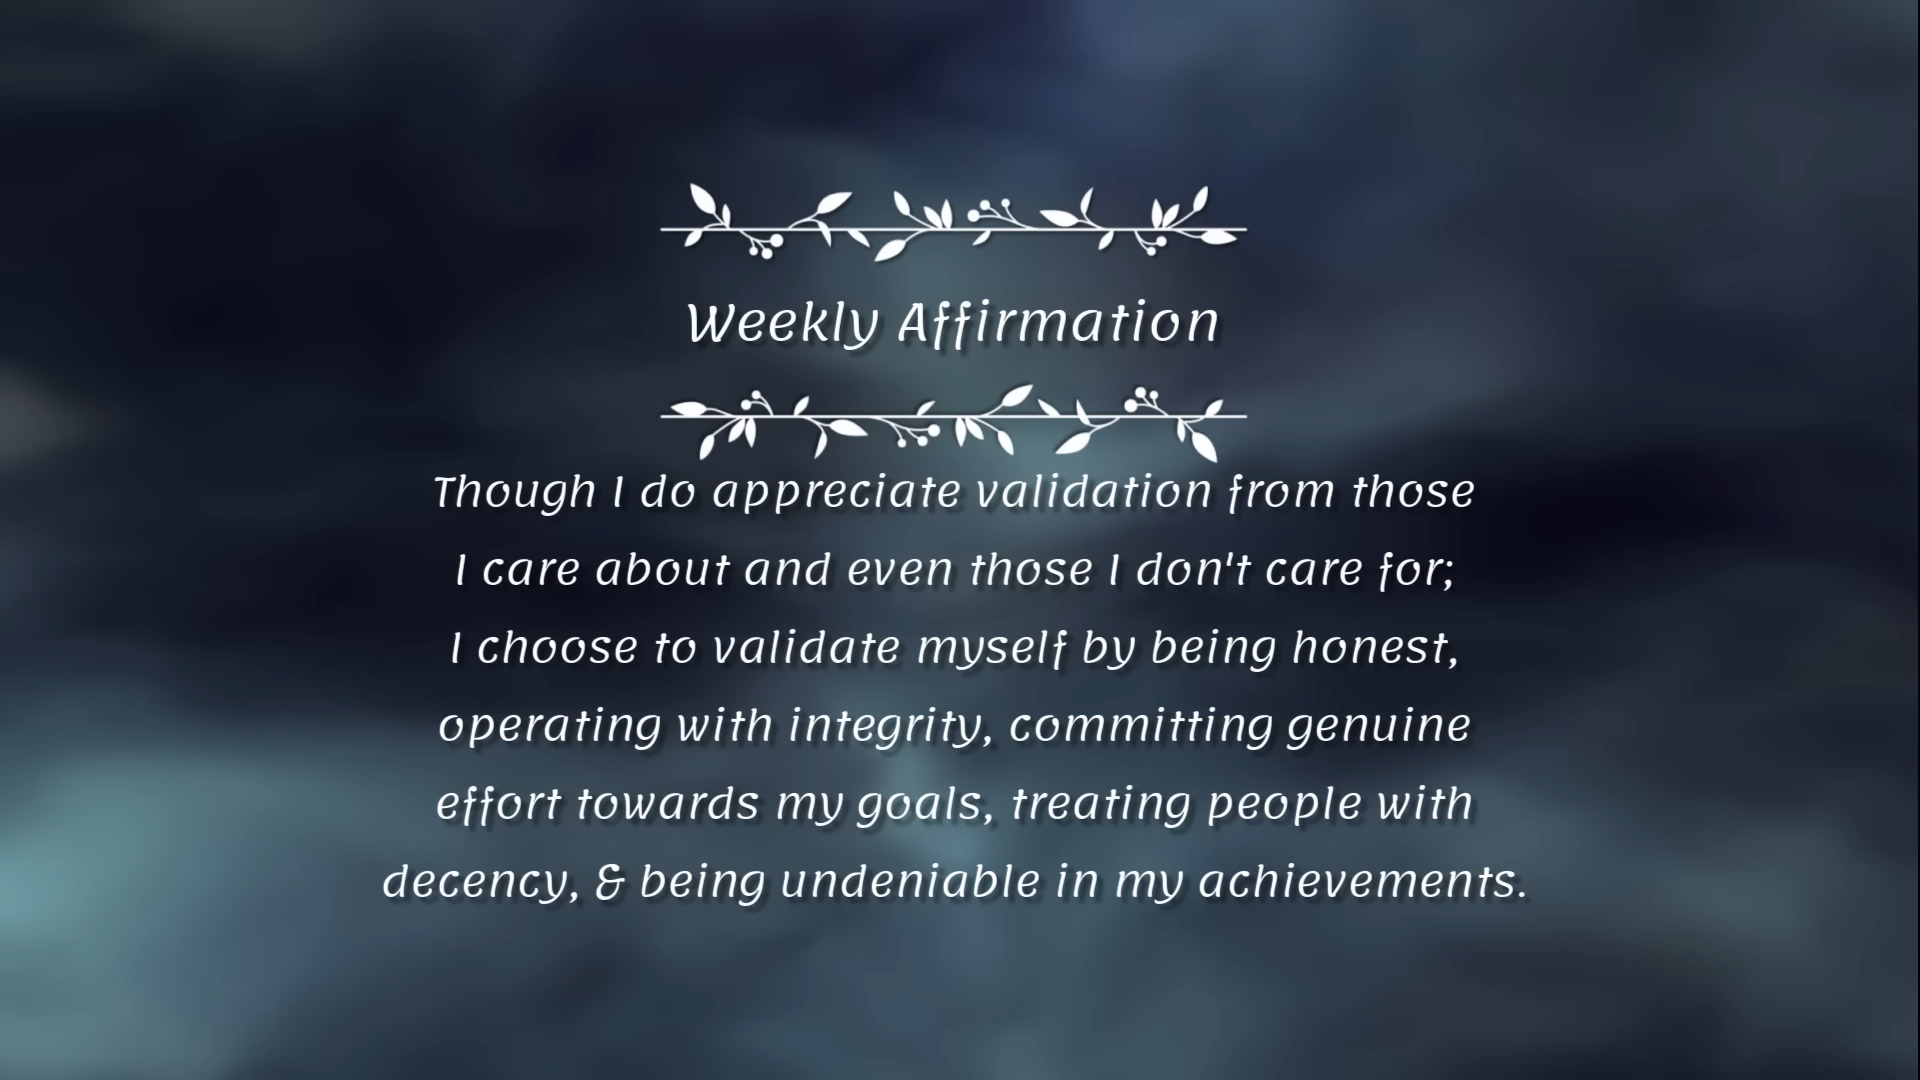 Weekly Affirmation
Though I do appreciate validation from those
I care about and even those I don't care for;
I choose to validate myself by being honest,
operating with integrity, committing genuine
effort towards my goals, treating people with
decency, & being undeniable in my achievements.